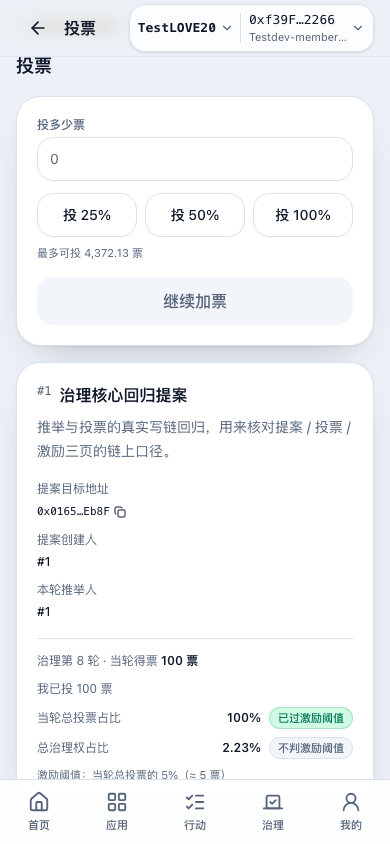 投票
TestLOVE20
0xf39F…2266
Testdev-member…
投票
投多少票
0
投 25%
投 50%
投 100%
最多可投 4,372.13 票
继续加票
#1 治理核心回归提案
推举与投票的真实写链回归，用来核对提案 / 投票 /
激励三页的链上口径。
提案目标地址
0x0165…Eb8F
提案创建人
#1
本轮推举人
#1
治理第 8 轮 · 当轮得票 100 票
我已投 100 票
当轮总投票占比 100% 已过激励阈值
总治理权占比 2.23% 不判激励阈值
激励阈值：当轮总投票的 5%（≈ 5 票）
首页
应用
行动
治理
我的